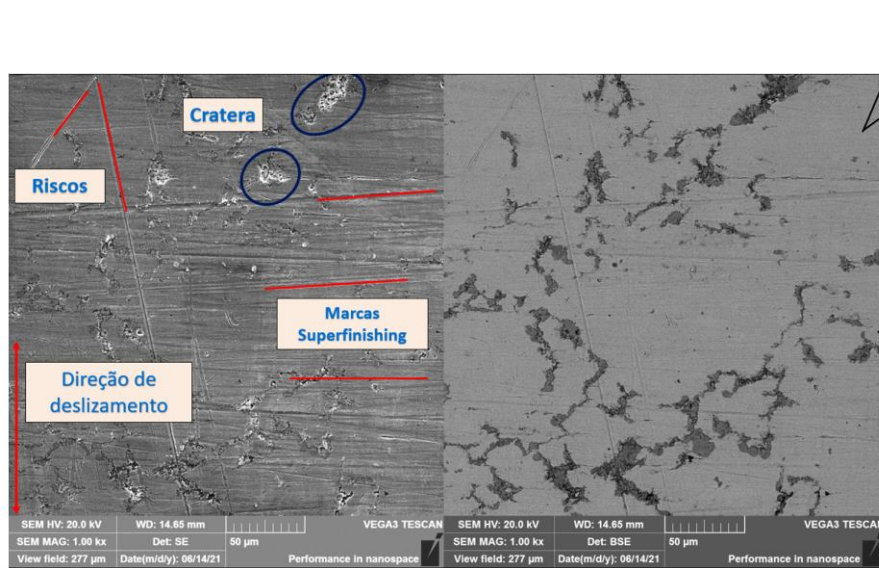 Cratera
Riscos
Marcas
Superfinishing
Direção de
deslizamento
SEM HV: 20.0 kV WD: 14.65 mm VEGA3 TESCAN
SEM MAG: 1.00 kx Det: SE 50 µm
View field: 277 µm Date(m/d/y): 06/14/21 Performance in nanospace
SEM HV: 20.0 kV WD: 14.65 mm VEGA3 TESCAN
SEM MAG: 1.00 kx Det: BSE 50 µm
View field: 277 µm Date(m/d/y): 06/14/21 Performance in nanospace